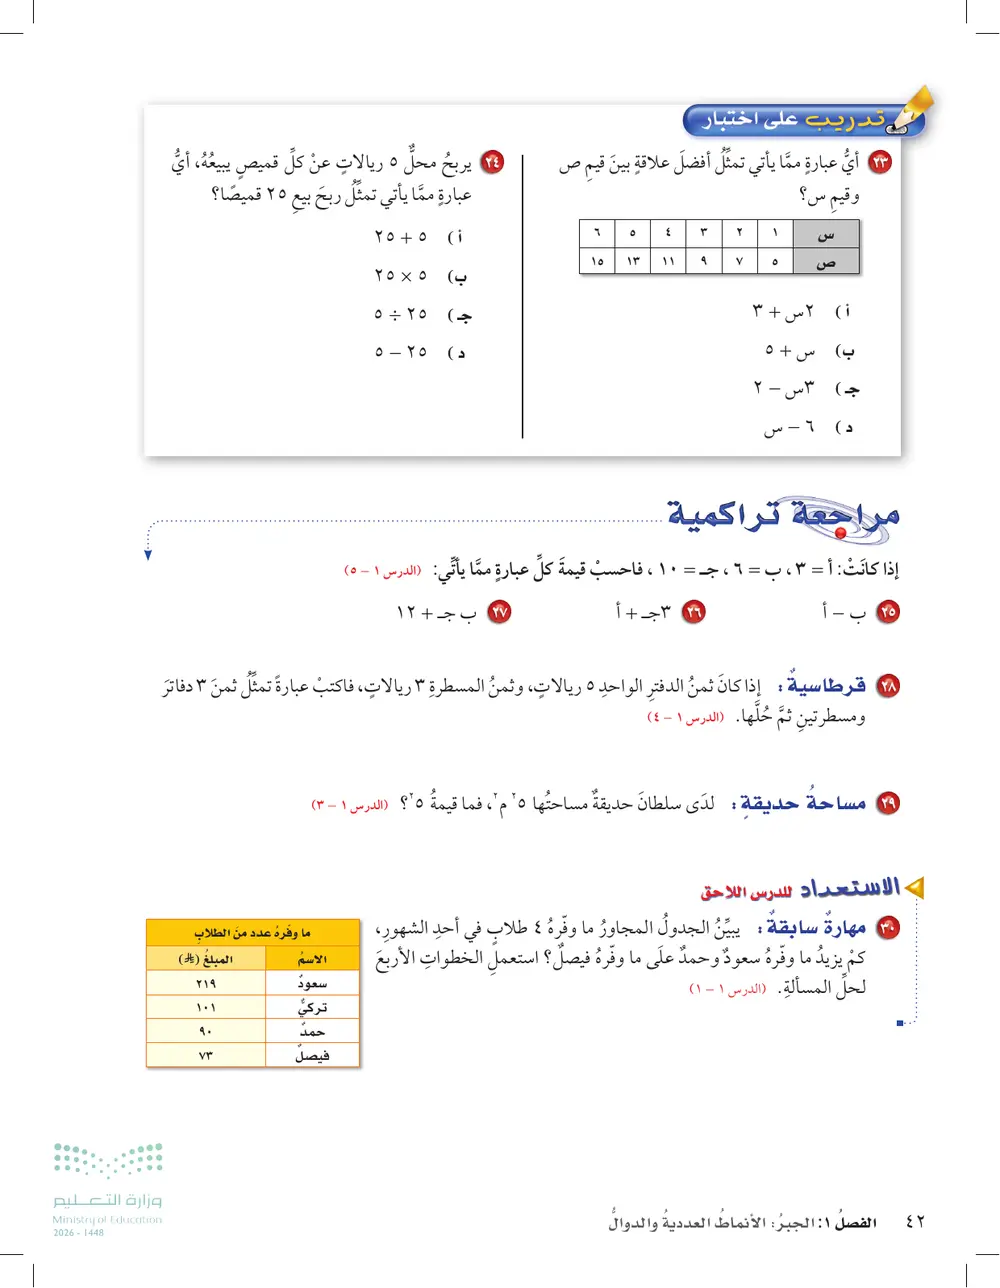 تدريب على اختبار
٢٣ أيُّ عبارةٍ ممَّا يأتي تمثِّلُ أفضلَ علاقةٍ بينَ قيمِ ص
وقيمِ س؟
س ١ ٢ ٣ ٤ ٥ ٦
ص ٥ ٧ ٩ ١١ ١٣ ١٥
أ ) ٢س + ٣
ب) س + ٥
جـ ) ٣س − ٢
د ) ٦ − س
٢٤ يربحُ محلٌّ ٥ ريالاتٍ عنْ كلِّ قميصٍ يبيعُهُ، أيُّ
عبارةٍ ممَّا يأتي تمثِّلُ ربحَ بيعِ ٢٥ قميصًا؟
أ ) ٥ + ٢٥
ب) ٥ × ٢٥
جـ ) ٢٥ ÷ ٥
د ) ٢٥ − ٥
مراجعة تراكمية
إذا كانَتْ: أ = ٣ ، ب = ٦ ، جـ = ١٠ ، فاحسبْ قيمةَ كلِّ عبارةٍ ممَّا يأتِي: (الدرس ١ – ٥)
٢٥ ب − أ ٢٦ ٣جـ + أ ٢٧ ب جـ + ١٢
٢٨ قرطاسيةٌ : إذا كانَ ثمنُ الدفترِ الواحدِ ٥ ريالاتٍ، وثمنُ المسطرةِ ٣ ريالاتٍ، فاكتبْ عبارةً تمثِّلُ ثمنَ ٣ دفاترَ
ومسطرتينِ ثمَّ حُلَّها. (الدرس ١ – ٤)
٢٩ مساحةُ حديقةٍ : لدَى سلطانَ حديقةٌ مساحتُها ٥٢ م٢، فما قيمةُ ٥٢؟ (الدرس ١ – ٣)
الاستعداد للدرس اللاحق
٣٠ مهارةٌ سابقةٌ : يبيِّنُ الجدولُ المجاورُ ما وفّرهُ ٤ طلابٍ في أحدِ الشهورِ،
كمْ يزيدُ ما وفّرهُ سعودٌ وحمدٌ علَى ما وفّرهُ فيصلٌ؟ استعملِ الخطواتِ الأربعَ
لحلِّ المسألةِ. (الدرس ١ – ١)
ما وفّرهُ عدد منَ الطلابِ
الاسمُ المبلغُ (⃁)
سعودٌ ٢١٩
تركيٌّ ١٠١
حمدٌ ٩٠
فيصلٌ ٧٣
وزارة التعليم
Ministry of Education
2026 - 1448
٤٢ الفصلُ ١: الجبرُ: الأنماطُ العدديةُ والدوالُّ